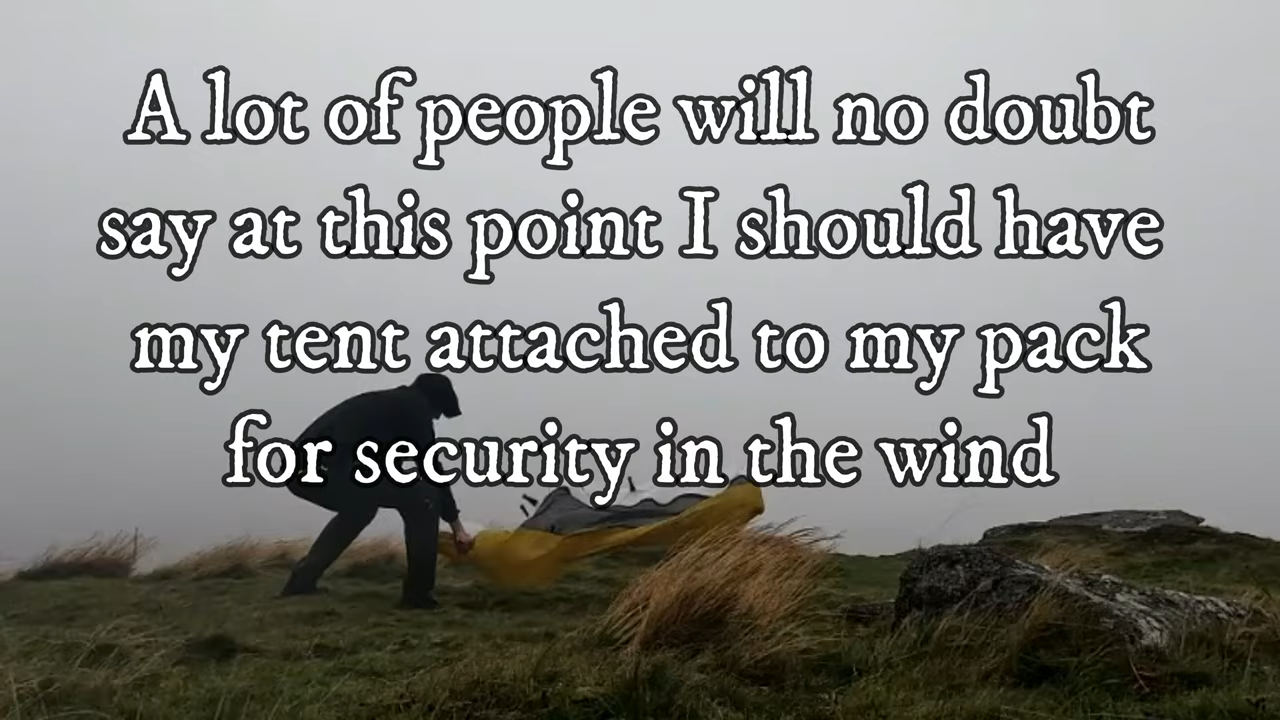 A lot of people will no doubt
say at this point I should have
my tent attached to my pack
for security in the wind